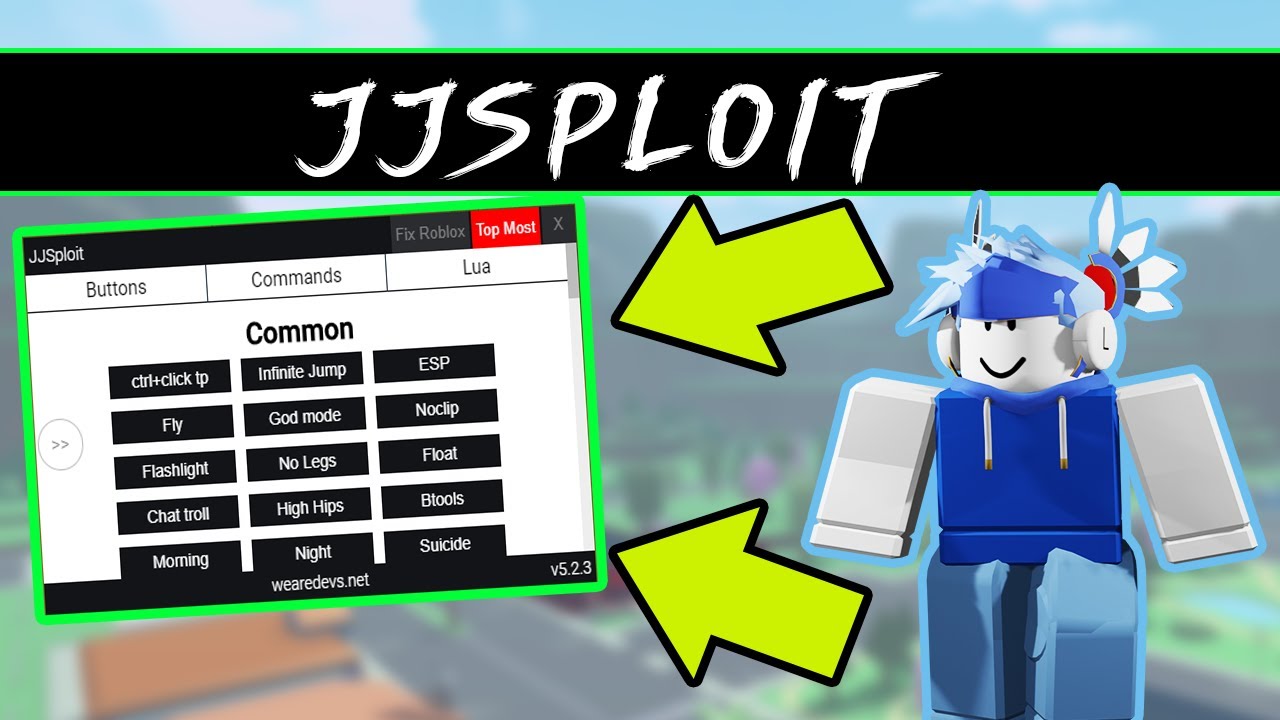 JJSPLOIT
JJSploit
Fix Roblox
Top Most
X
Buttons
Commands
Lua
Common
ctrl+click tp
Infinite Jump
ESP
Fly
God mode
Noclip
>>
Flashlight
No Legs
Float
Chat troll
High Hips
Btools
Morning
Night
Suicide
wearedevs.net
v5.2.3
L